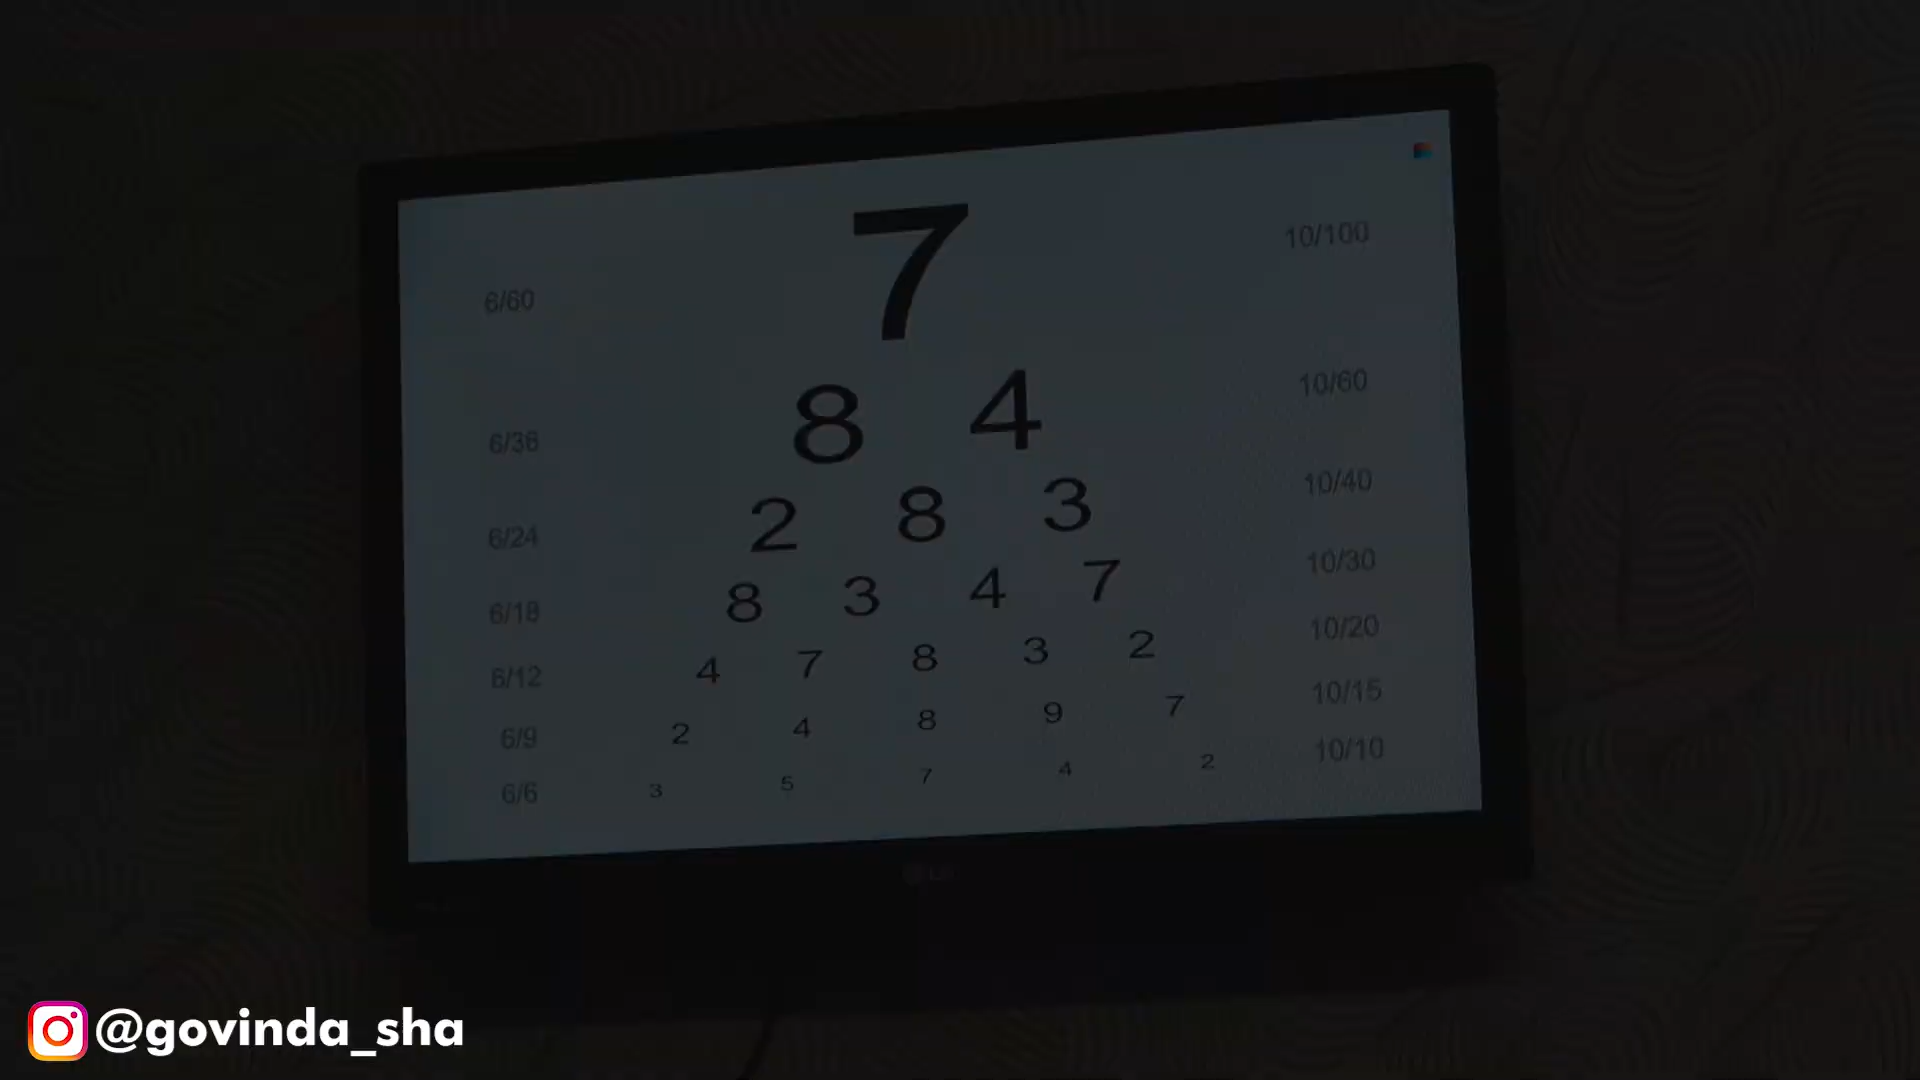 7
6/60 10/100
8 4
6/36 10/60
2 8 3
6/24 10/40
8 3 4 7
6/18 10/30
4 7 8 3 2
6/12 10/20
2 4 8 9 7
6/9 10/15
3 5 7 4 2
6/6 10/10
LG
@govinda_sha